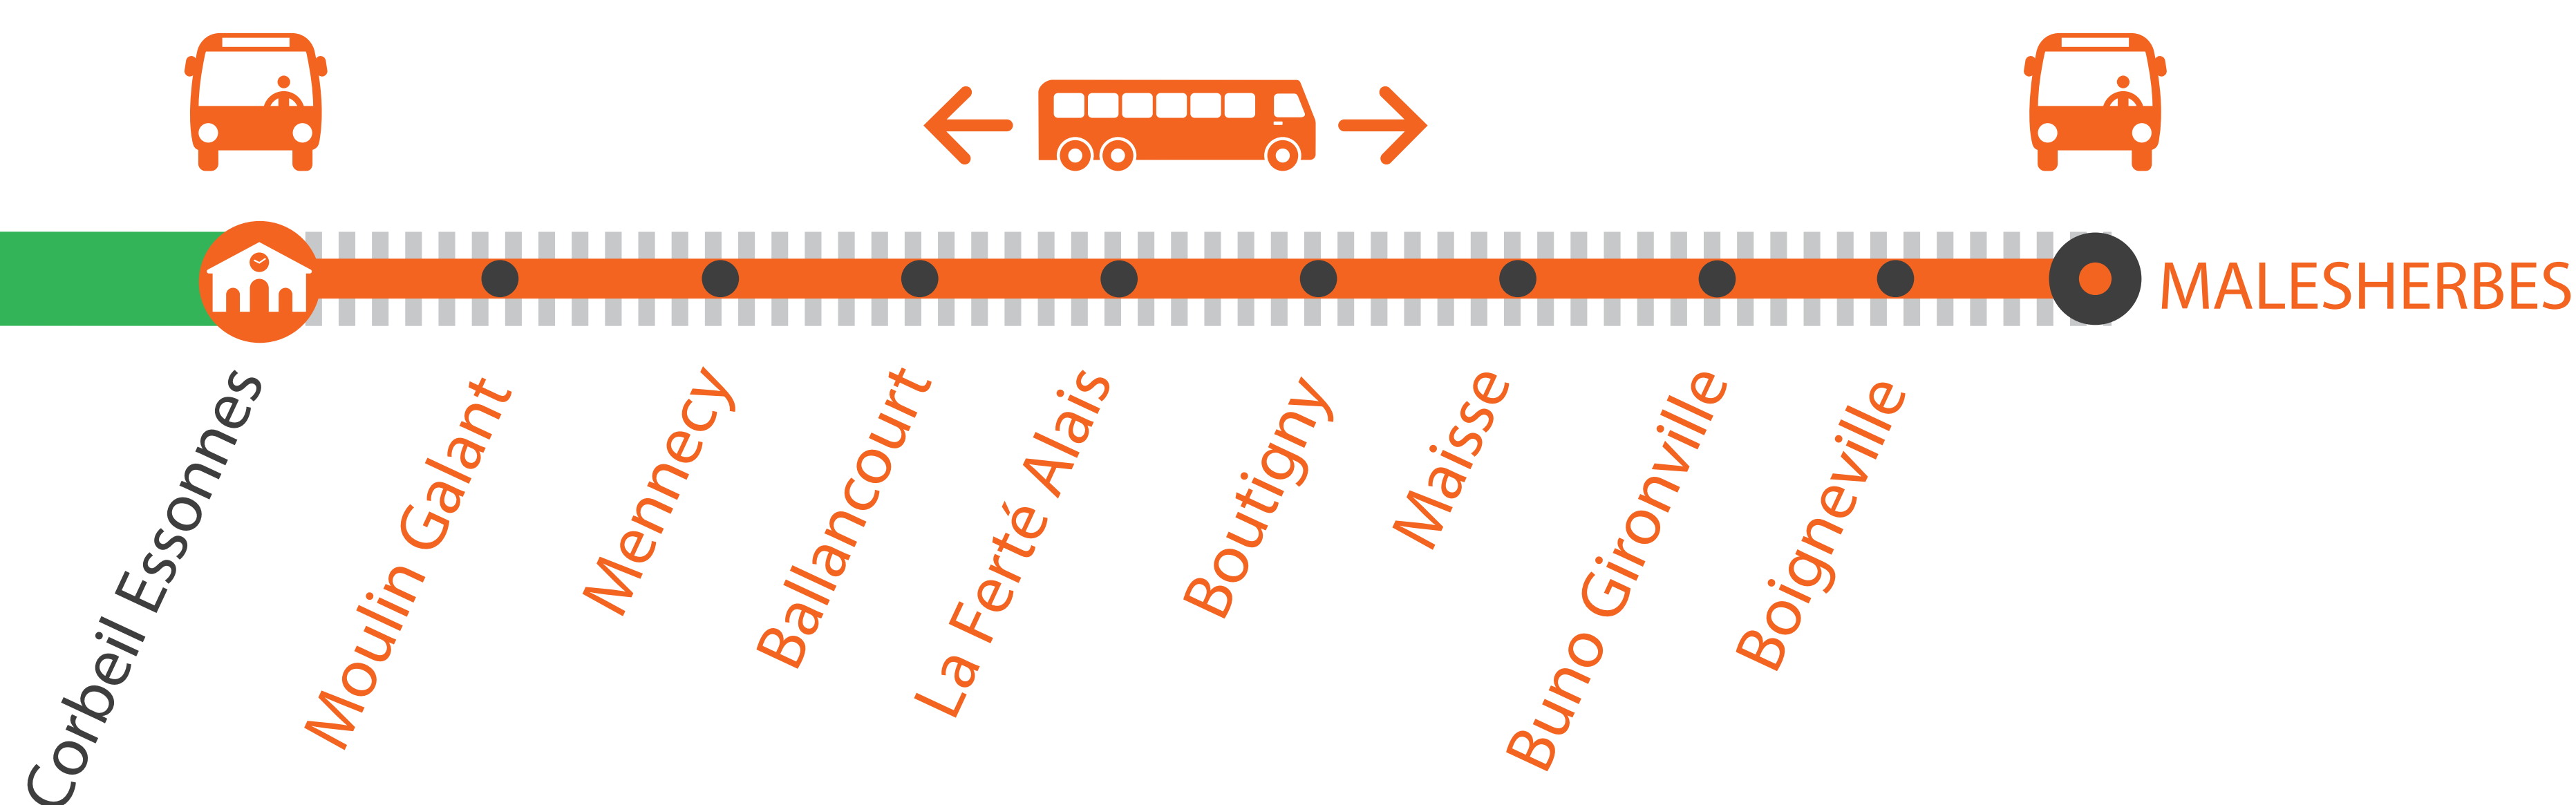 Corbeil Essonnes
Moulin Galant
Mennecy
Ballancourt
La Ferté Alais
Boutigny
Maisse
Buno Gironville
Boigneville
MALESHERBES